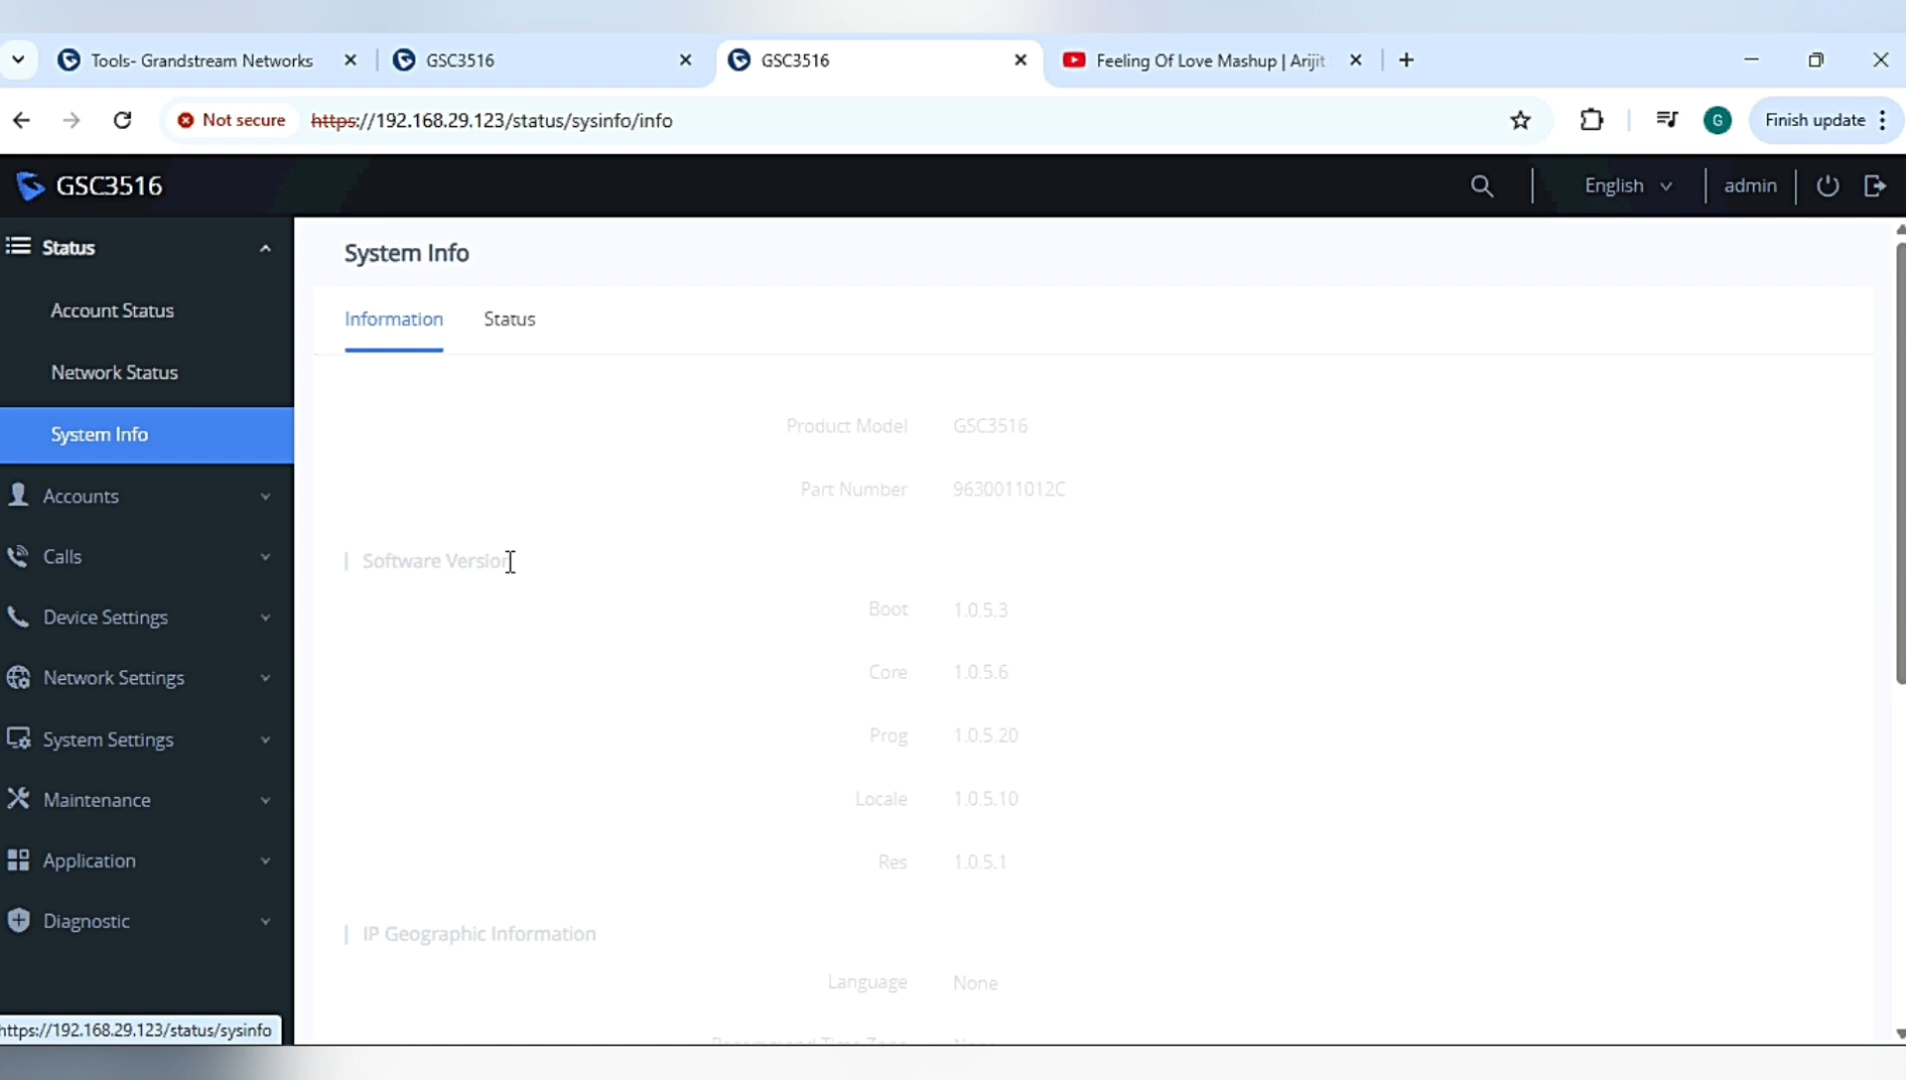 Tools- Grandstream Networks
GSC3516
GSC3516
Feeling Of Love Mashup | Arijit
Not secure
https://192.168.29.123/status/sysinfo/info
G
Finish update
GSC3516
English
admin
Status
Account Status
Network Status
System Info
Accounts
Calls
Device Settings
Network Settings
System Settings
Maintenance
Application
Diagnostic
https://192.168.29.123/status/sysinfo
System Info
Information Status
Product Model GSC3516
Part Number 9630011012C
Software Version
Boot 1.0.5.3
Core 1.0.5.6
Prog 1.0.5.20
Locale 1.0.5.10
Res 1.0.5.1
IP Geographic Information
Language None
Recommend Time Zone None